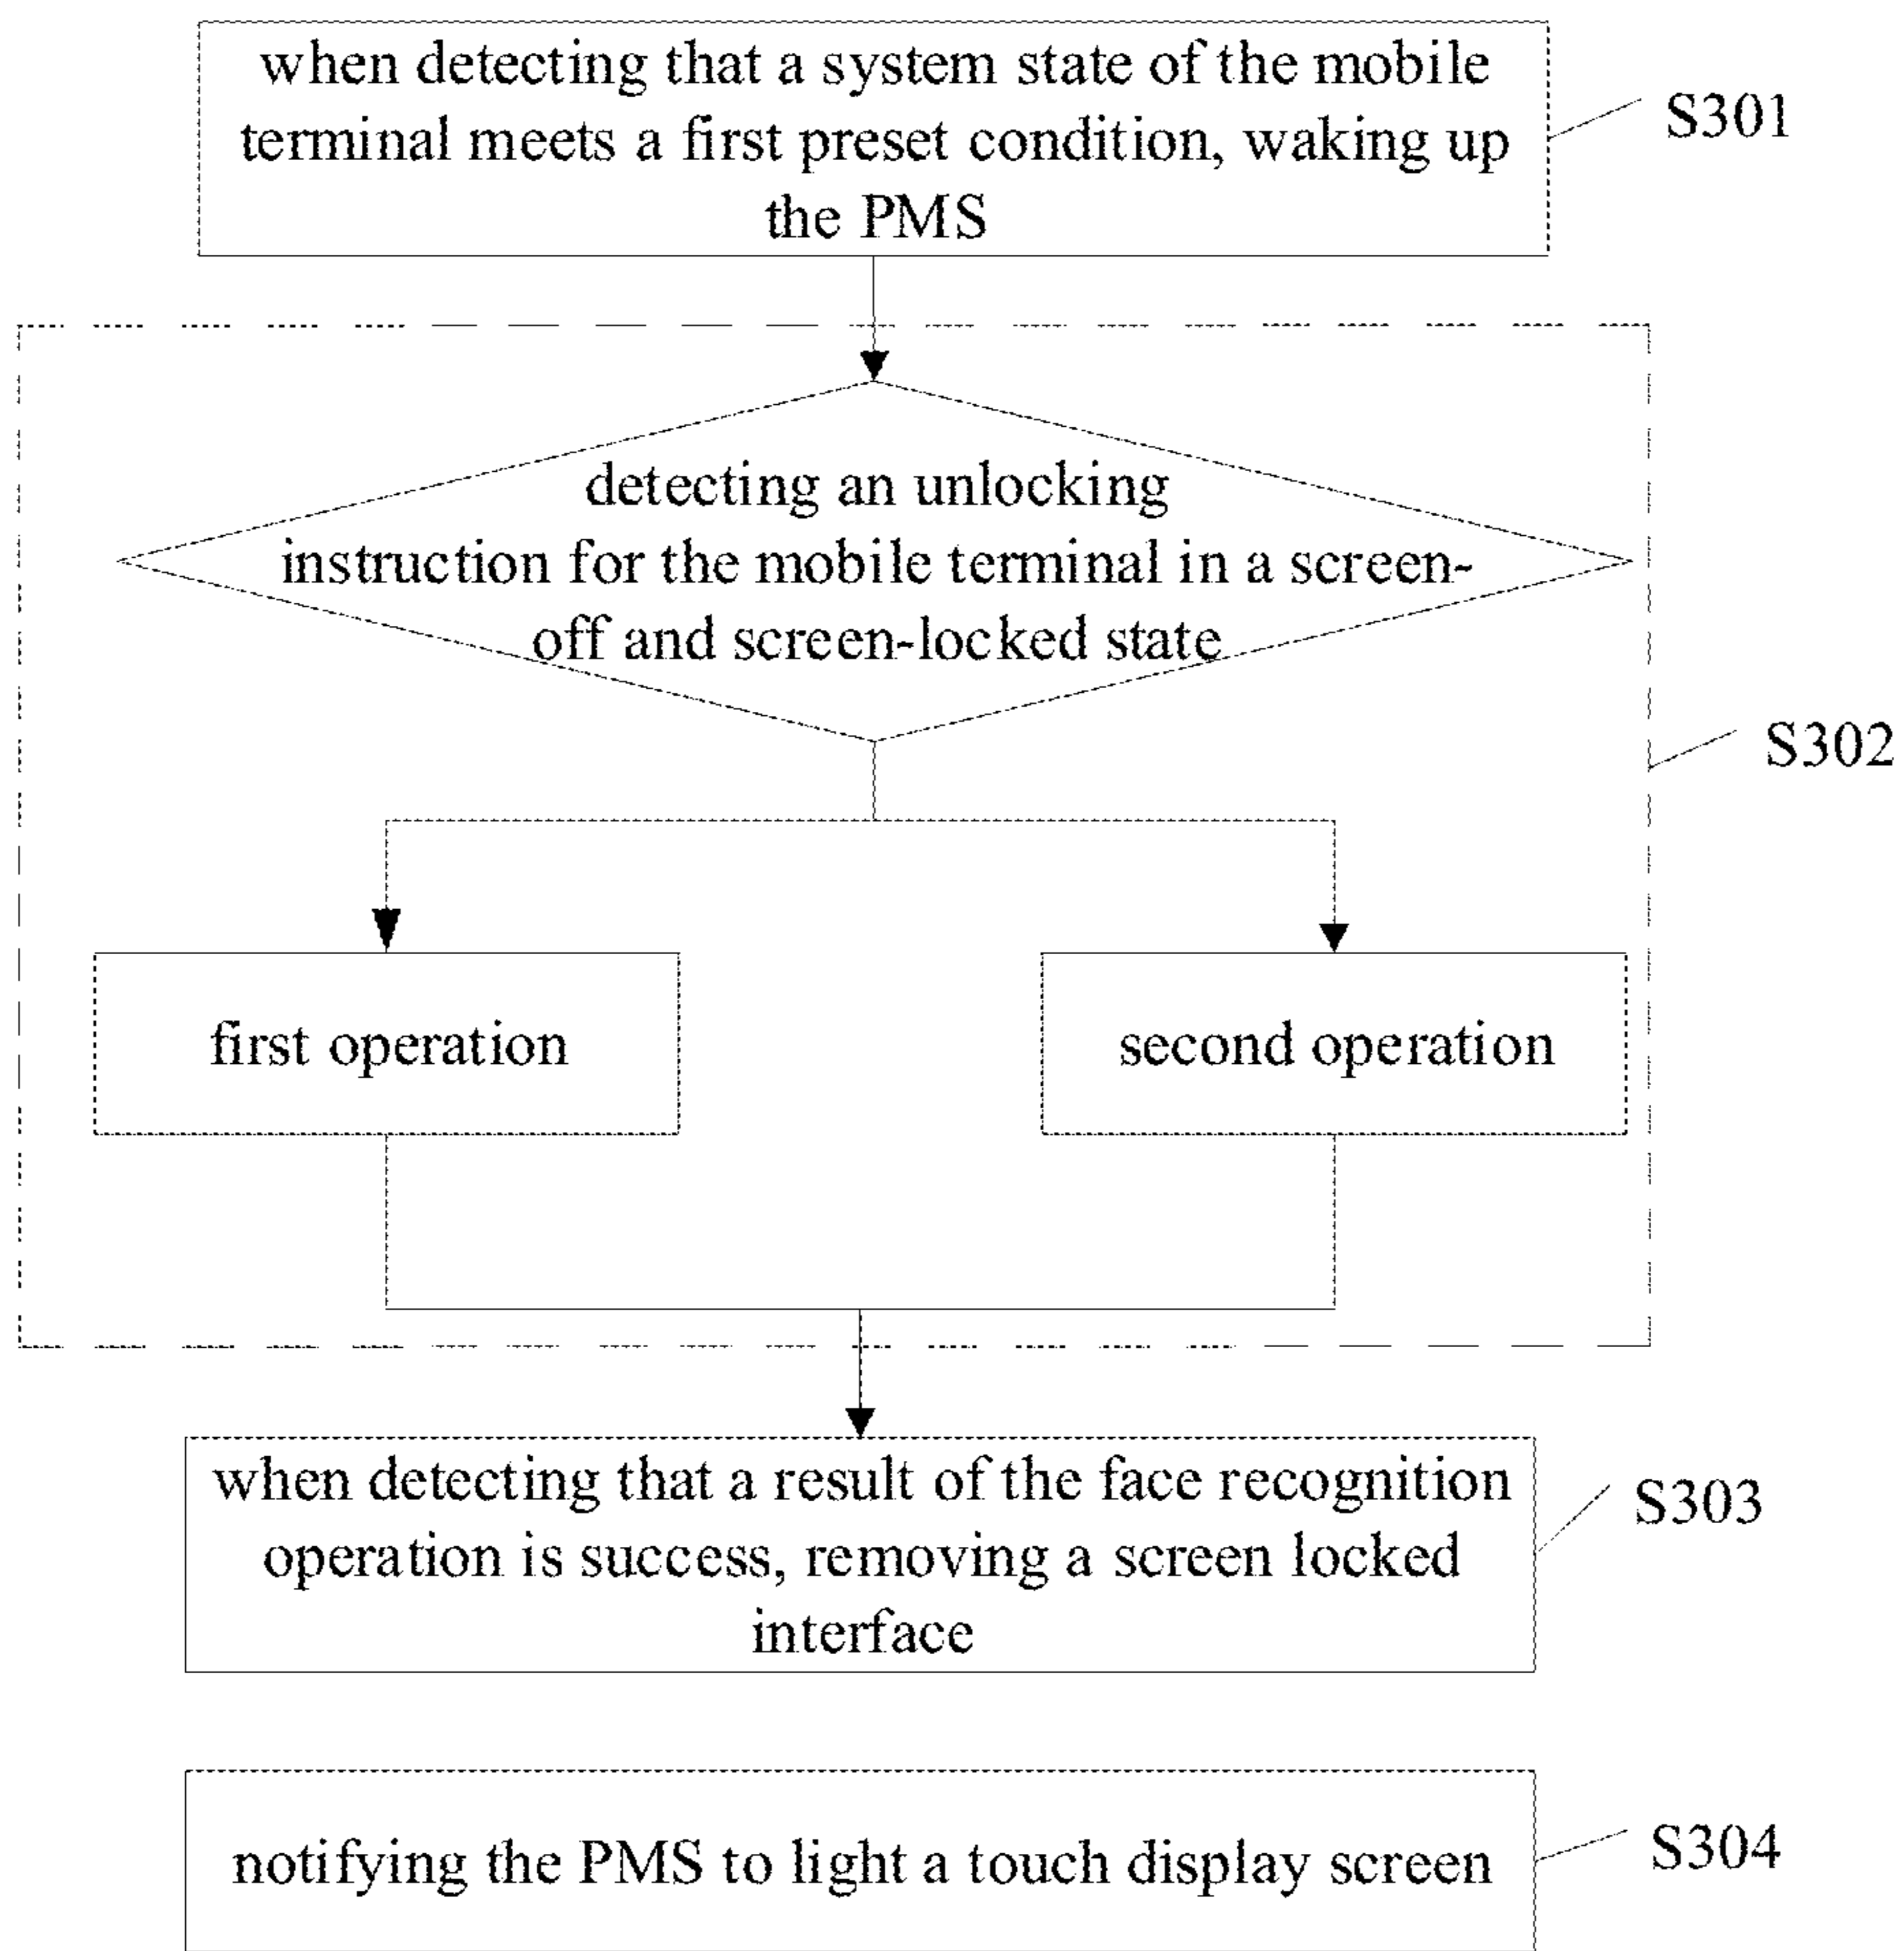 when detecting that a system state of the mobile
terminal meets a first preset condition, waking up
the PMS
S301
detecting an unlocking
instruction for the mobile terminal in a screen-
off and screen-locked state
S302
first operation
second operation
when detecting that a result of the face recognition
operation is success, removing a screen locked
interface
S303
notifying the PMS to light a touch display screen
S304